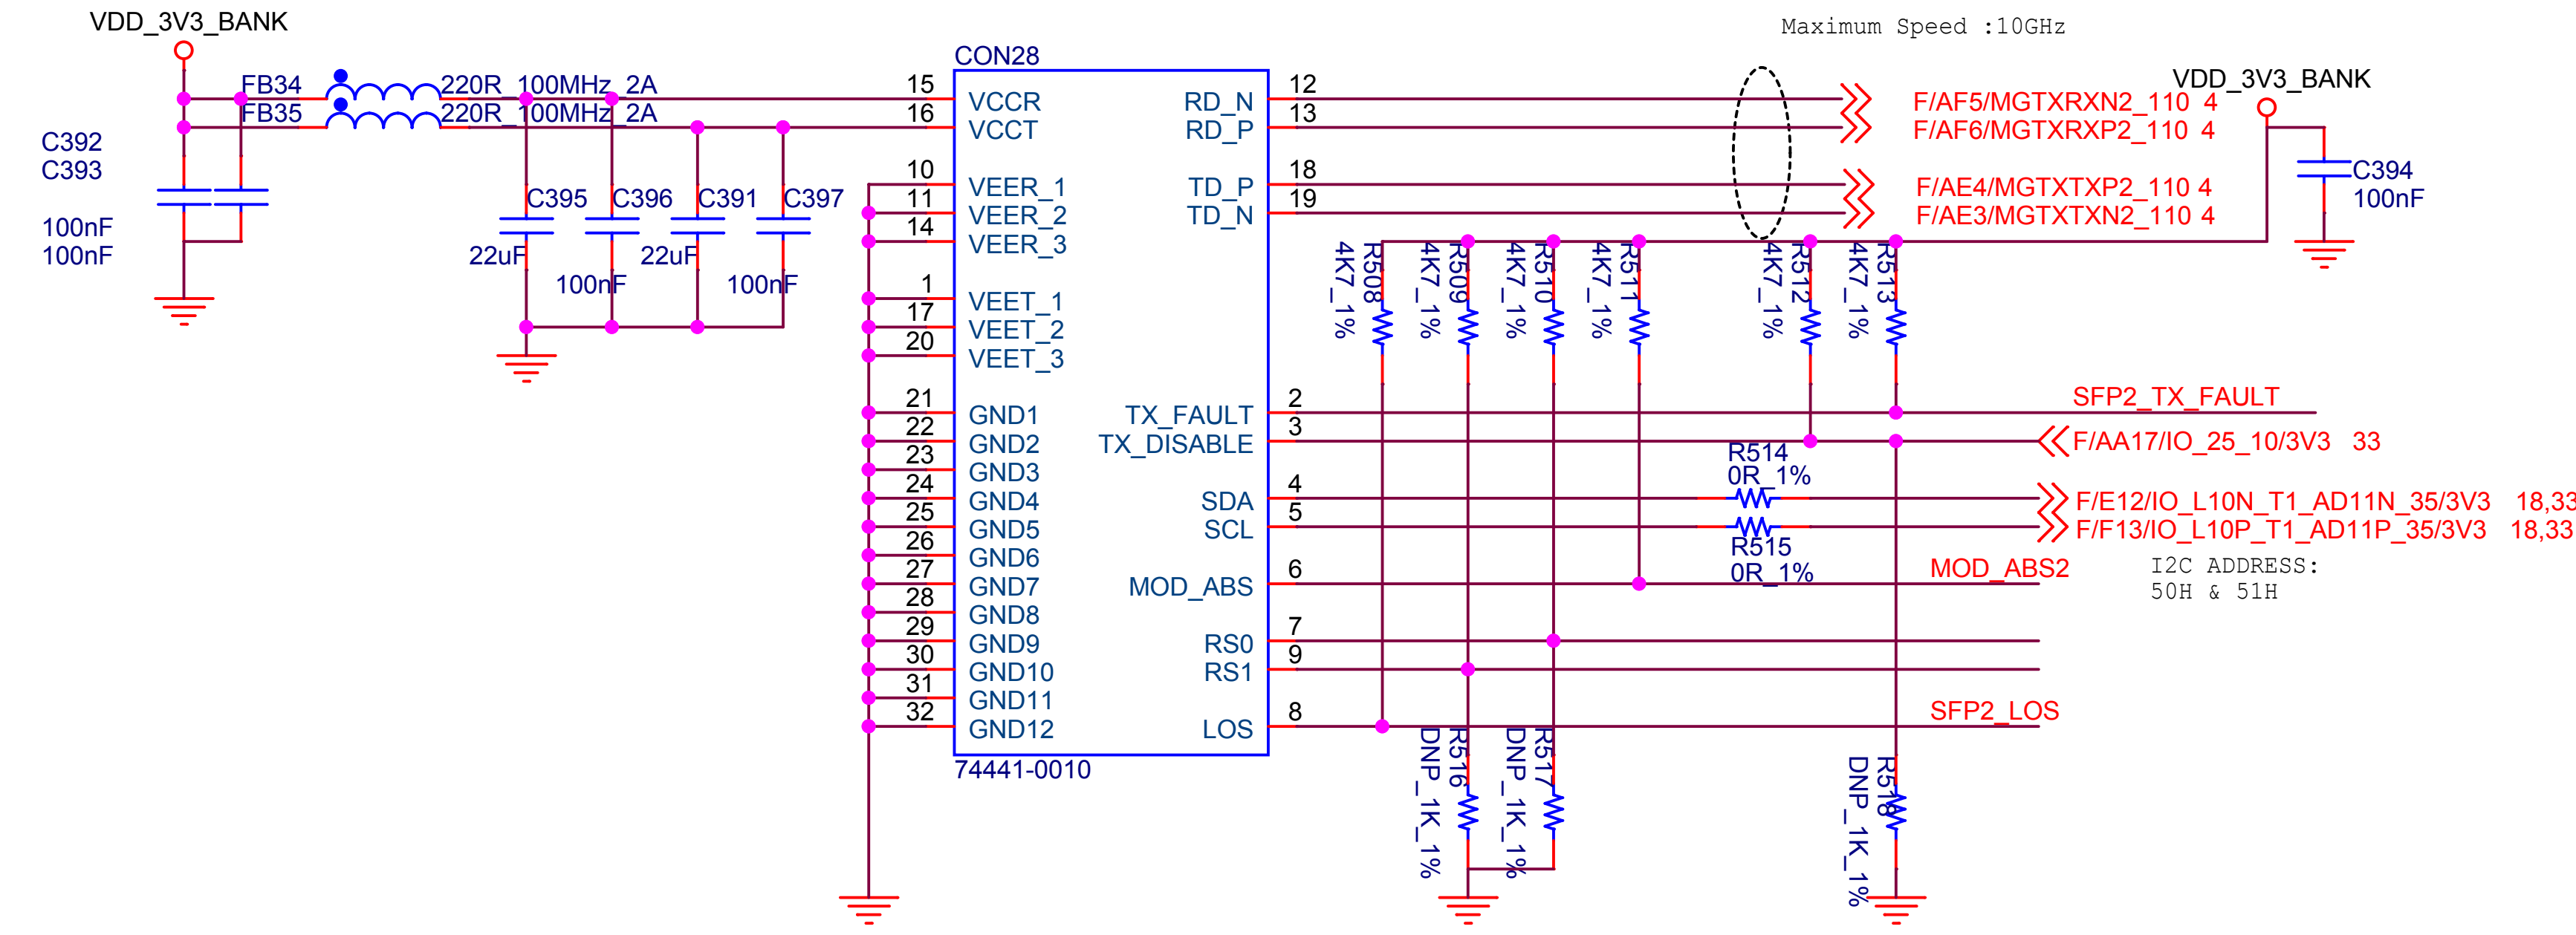 VDD_3V3_BANK
Maximum Speed :10GHz
CON28
FB34 220R_100MHz_2A
FB35 220R_100MHz_2A
C392
C393
100nF
100nF
C395
22uF
C396
100nF
C391
22uF
C397
100nF
15 VCCR
16 VCCT
10 VEER_1
11 VEER_2
14 VEER_3
1 VEET_1
17 VEET_2
20 VEET_3
21 GND1
22 GND2
23 GND3
24 GND4
25 GND5
26 GND6
27 GND7
28 GND8
29 GND9
30 GND10
31 GND11
32 GND12
74441-0010
RD_N 12
RD_P 13
TD_P 18
TD_N 19
TX_FAULT 2
TX_DISABLE 3
SDA 4
SCL 5
MOD_ABS 6
RS0 7
RS1 9
LOS 8
F/AF5/MGTXRXN2_110 4
F/AF6/MGTXRXP2_110 4
F/AE4/MGTXTXP2_110 4
F/AE3/MGTXTXN2_110 4
VDD_3V3_BANK
C394
100nF
R508
4K7_1%
R509
4K7_1%
R510
4K7_1%
R511
4K7_1%
R512
4K7_1%
R513
4K7_1%
SFP2_TX_FAULT
F/AA17/IO_25_10/3V3 33
R514
0R_1%
F/E12/IO_L10N_T1_AD11N_35/3V3 18,33
F/F13/IO_L10P_T1_AD11P_35/3V3 18,33
R515
0R_1%
MOD_ABS2
I2C ADDRESS:
50H & 51H
SFP2_LOS
R516
DNP_1K_1%
R517
DNP_1K_1%
R518
DNP_1K_1%